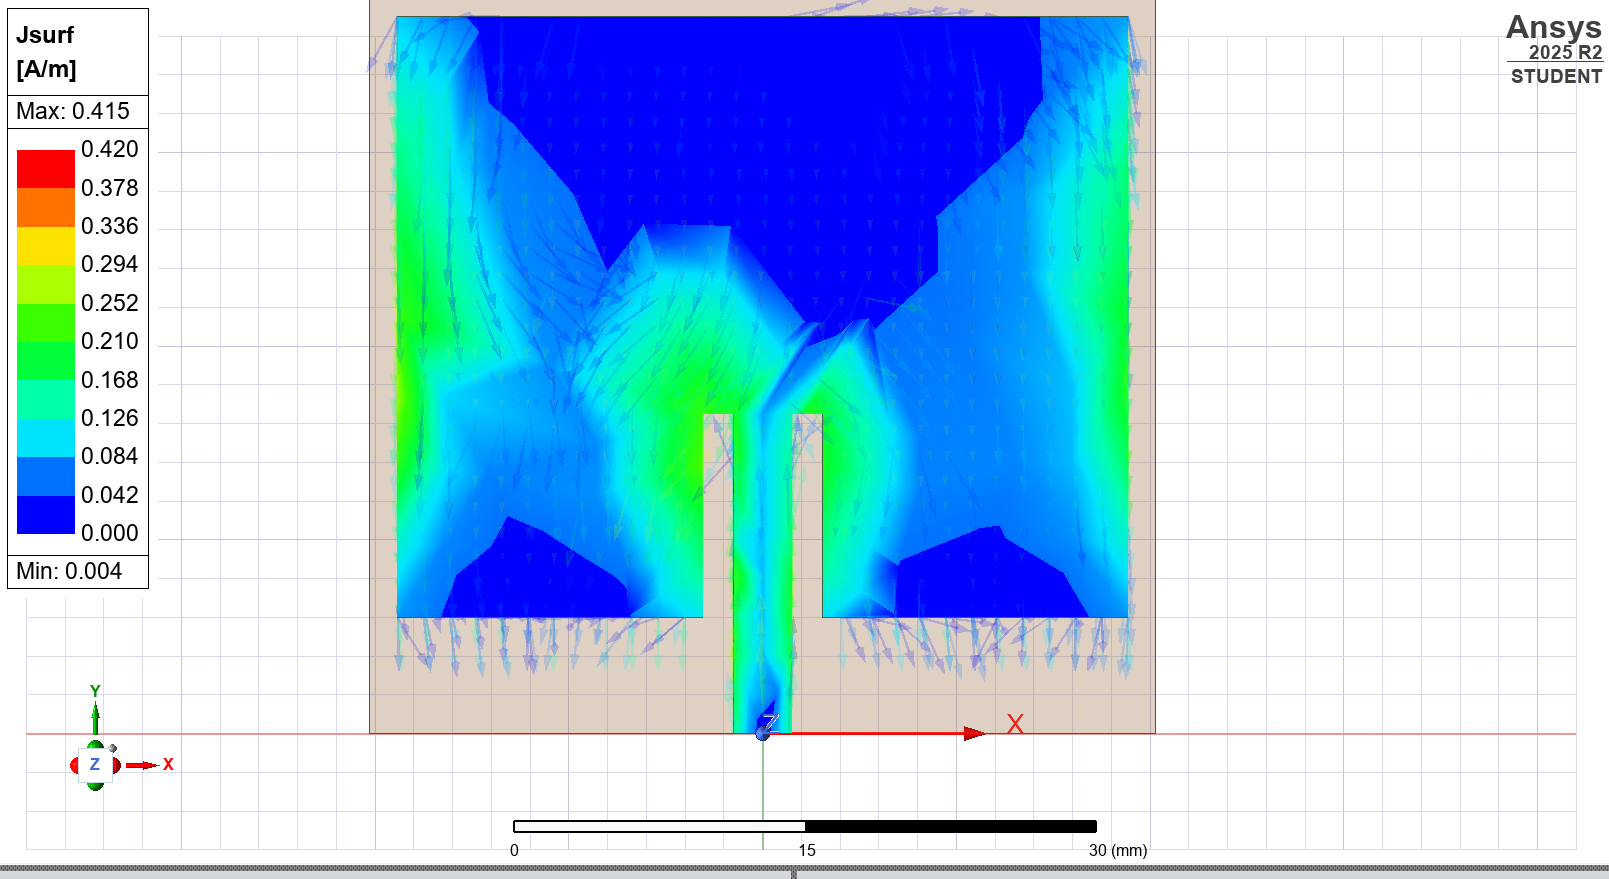 Jsurf
[A/m]
Max: 0.415
0.420
0.378
0.336
0.294
0.252
0.210
0.168
0.126
0.084
0.042
0.000
Min: 0.004
Ansys
2025 R2
STUDENT
Z
X
Y
Z
X
0
15
30 (mm)